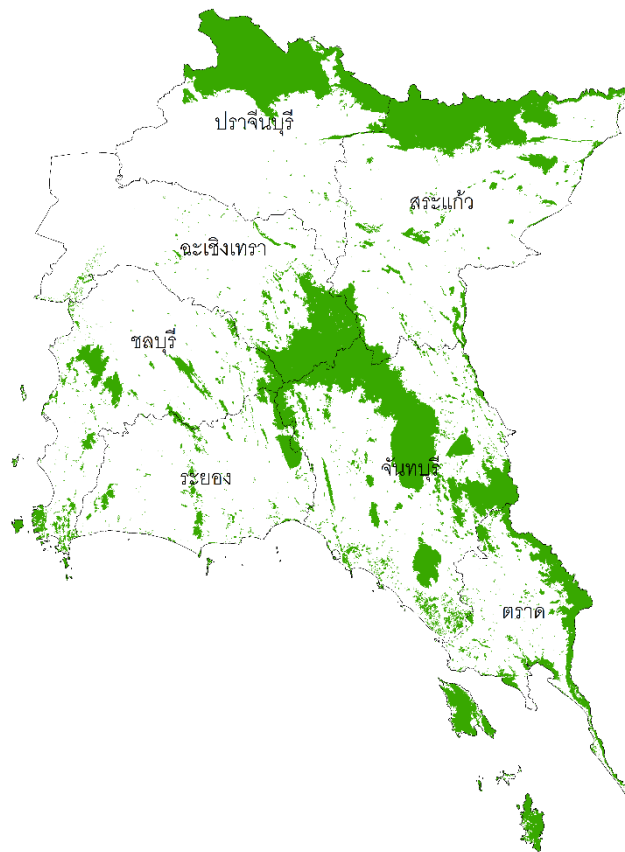 ปราจีนบุรี
สระแก้ว
ฉะเชิงเทรา
ชลบุรี
จันทบุรี
ระยอง
ตราด